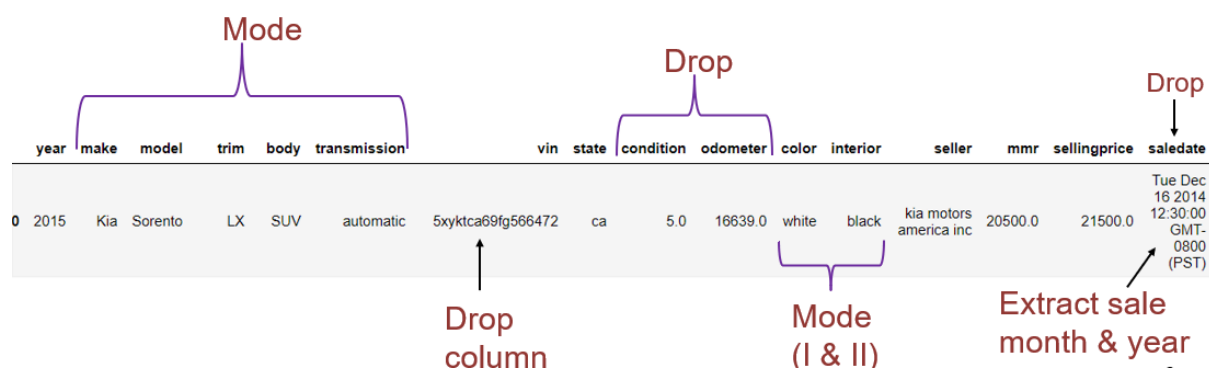 Mode
Drop
Drop
year make model trim body transmission vin state condition odometer color interior seller mmr sellingprice saledate
0 2015 Kia Sorento LX SUV automatic 5xyktca69fg566472 ca 5.0 16639.0 white black kia motors america inc 20500.0 21500.0 Tue Dec 16 2014 12:30:00 GMT-0800 (PST)
Drop
column
Mode
(I & II)
Extract sale
month & year